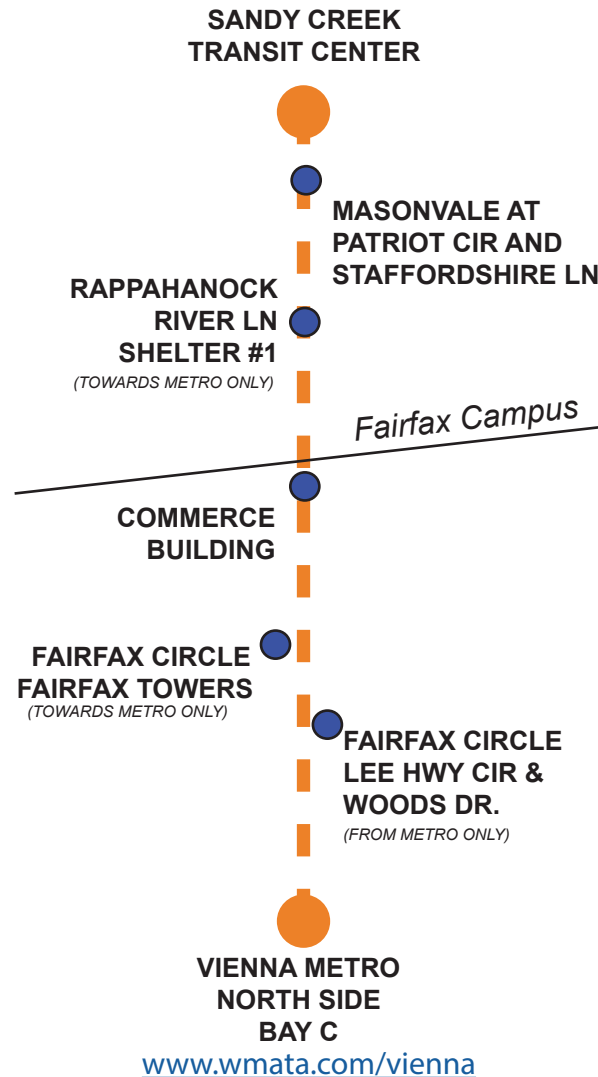 SANDY CREEK
TRANSIT CENTER
MASONVALE AT
PATRIOT CIR AND
STAFFORDSHIRE LN
RAPPAHANOCK
RIVER LN
SHELTER #1
(TOWARDS METRO ONLY)
Fairfax Campus
COMMERCE
BUILDING
FAIRFAX CIRCLE
FAIRFAX TOWERS
(TOWARDS METRO ONLY)
FAIRFAX CIRCLE
LEE HWY CIR &
WOODS DR.
(FROM METRO ONLY)
VIENNA METRO
NORTH SIDE
BAY C
www.wmata.com/vienna